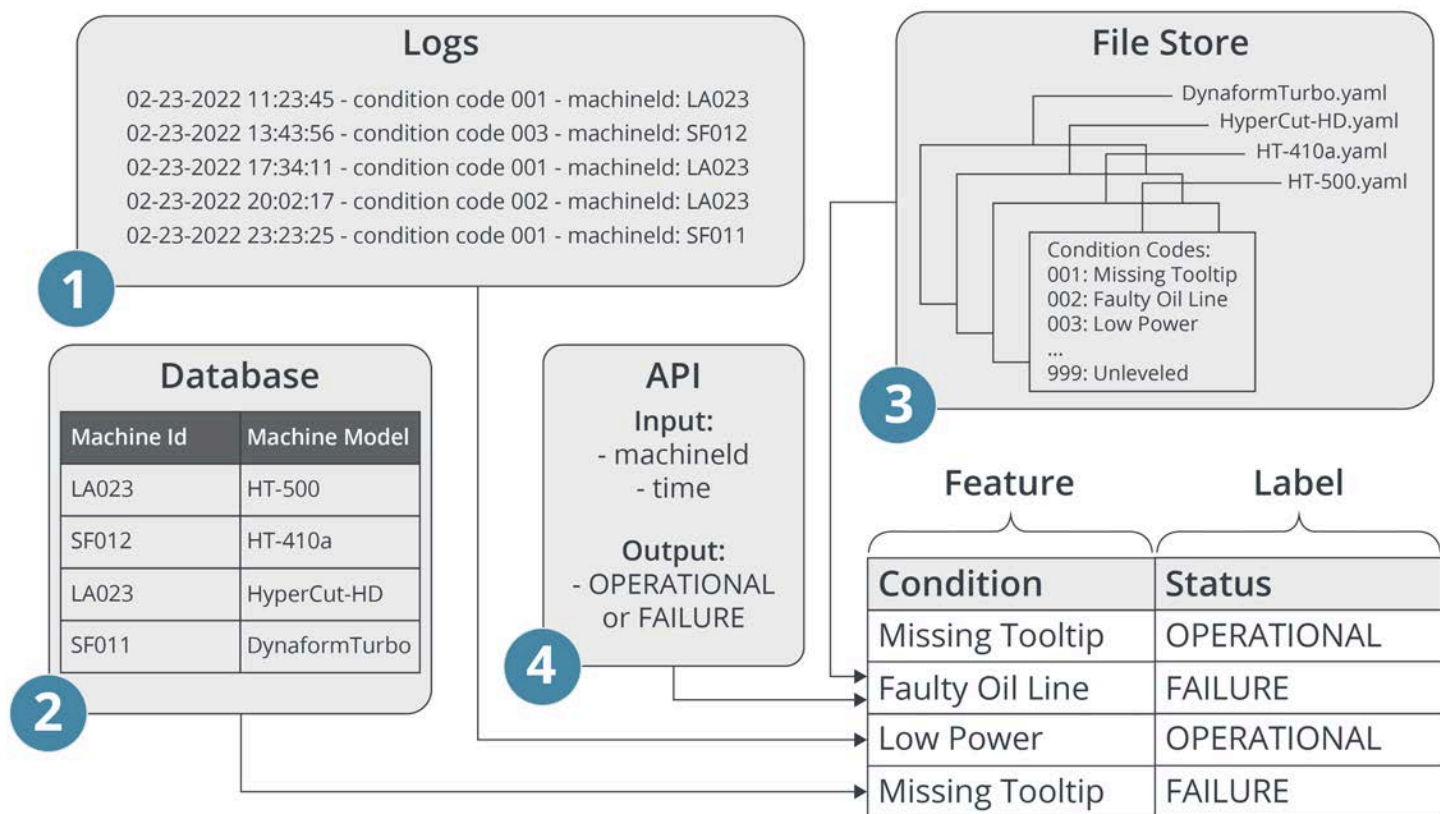 Logs
02-23-2022 11:23:45 - condition code 001 - machineId: LA023
02-23-2022 13:43:56 - condition code 003 - machineId: SF012
02-23-2022 17:34:11 - condition code 001 - machineId: LA023
02-23-2022 20:02:17 - condition code 002 - machineId: LA023
02-23-2022 23:23:25 - condition code 001 - machineId: SF011
1
File Store
DynaformTurbo.yaml
HyperCut-HD.yaml
HT-410a.yaml
HT-500.yaml
Condition Codes:
001: Missing Tooltip
002: Faulty Oil Line
003: Low Power
...
999: Unleveled
3
Database
Machine Id Machine Model
LA023 HT-500
SF012 HT-410a
LA023 HyperCut-HD
SF011 DynaformTurbo
2
API
Input:
- machineId
- time
Output:
- OPERATIONAL
or FAILURE
4
Feature Label
Condition Status
Missing Tooltip OPERATIONAL
Faulty Oil Line FAILURE
Low Power OPERATIONAL
Missing Tooltip FAILURE